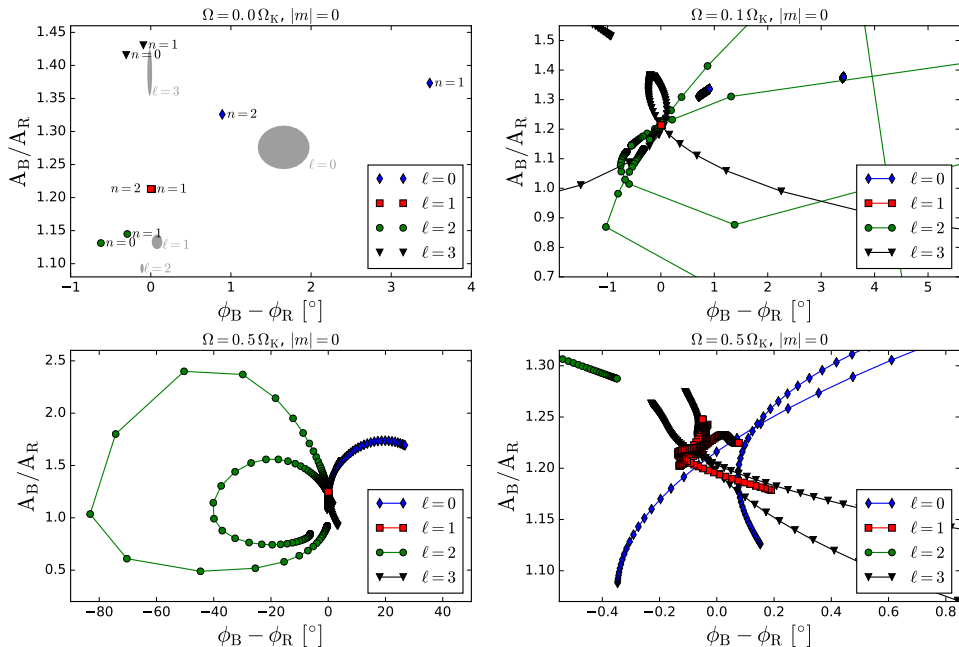 Ω = 0.0 Ω_K, |m| = 0
A_B/A_R
1.45
1.40
1.35
1.30
1.25
1.20
1.15
1.10
n=1
n=0
ℓ=3
n=1
n=2
ℓ=0
n=2
n=1
n=1
n=0
ℓ=1
ℓ=2
ℓ=0
ℓ=1
ℓ=2
ℓ=3
−1 0 1 2 3 4
ϕ_B − ϕ_R [°]
Ω = 0.1 Ω_K, |m| = 0
A_B/A_R
1.5
1.4
1.3
1.2
1.1
1.0
0.9
0.8
0.7
ℓ=0
ℓ=1
ℓ=2
ℓ=3
−1 0 1 2 3 4 5
ϕ_B − ϕ_R [°]
Ω = 0.5 Ω_K, |m| = 0
A_B/A_R
2.5
2.0
1.5
1.0
0.5
ℓ=0
ℓ=1
ℓ=2
ℓ=3
−80 −60 −40 −20 0 20 40
ϕ_B − ϕ_R [°]
Ω = 0.5 Ω_K, |m| = 0
A_B/A_R
1.30
1.25
1.20
1.15
1.10
ℓ=0
ℓ=1
ℓ=2
ℓ=3
−0.4 −0.2 0.0 0.2 0.4 0.6 0.8
ϕ_B − ϕ_R [°]